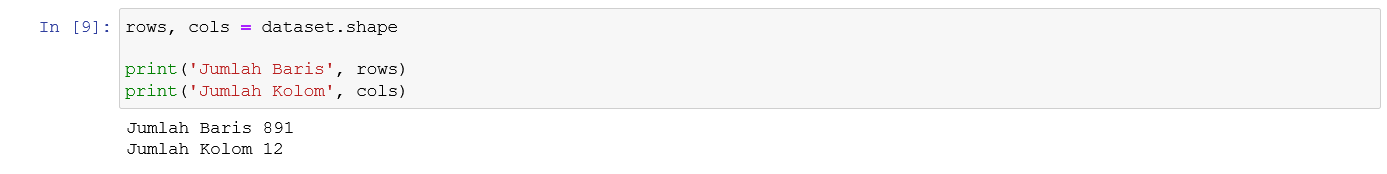 In [9]: rows, cols = dataset.shape
print('Jumlah Baris', rows)
print('Jumlah Kolom', cols)
Jumlah Baris 891
Jumlah Kolom 12